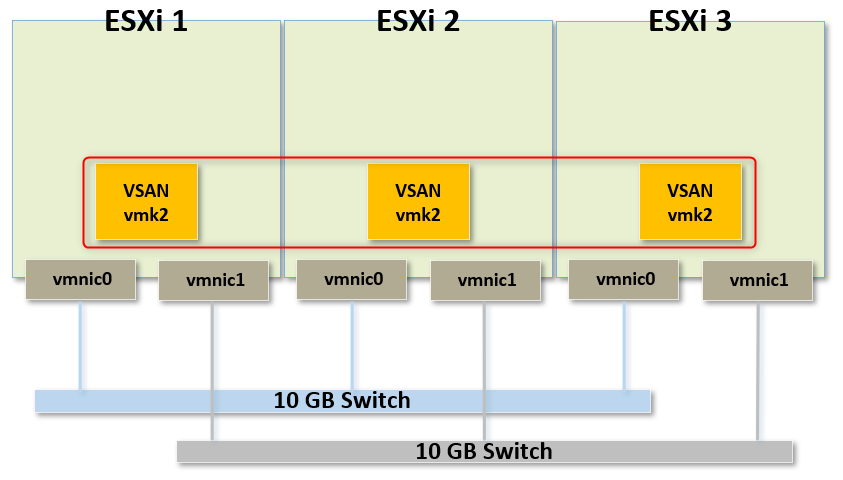 ESXi 1
ESXi 2
ESXi 3
VSAN
vmk2
VSAN
vmk2
VSAN
vmk2
vmnic0
vmnic1
vmnic0
vmnic1
vmnic0
vmnic1
10 GB Switch
10 GB Switch